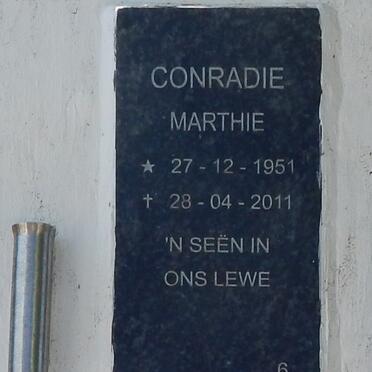 CONRADIE
MARTHIE
★ 27 - 12 - 1951
✝ 28 - 04 - 2011
'N SEËN IN
ONS LEWE
6